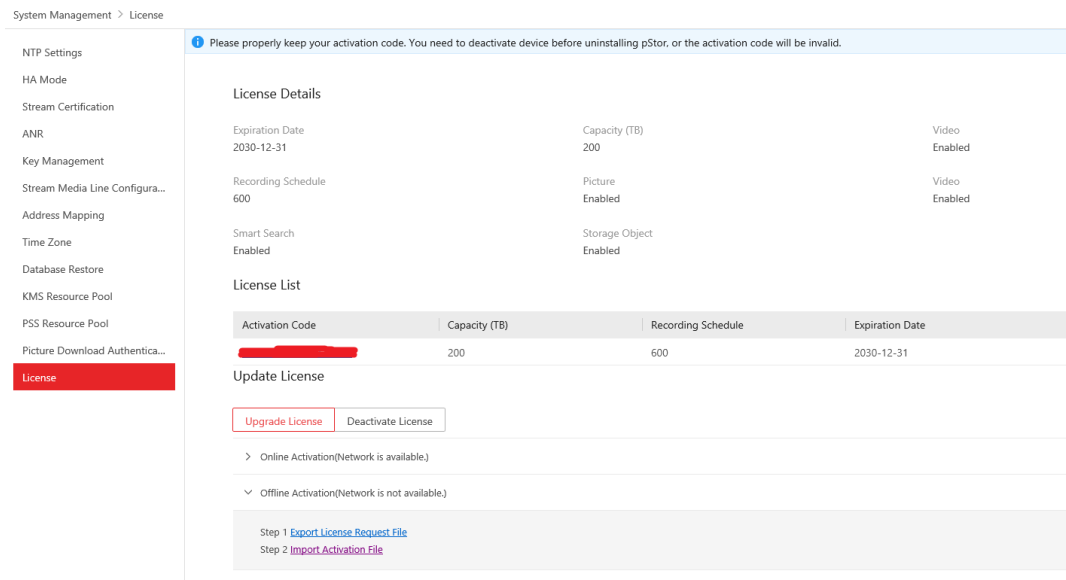 System Management > License
NTP Settings
HA Mode
Stream Certification
ANR
Key Management
Stream Media Line Configura...
Address Mapping
Time Zone
Database Restore
KMS Resource Pool
PSS Resource Pool
Picture Download Authentica...
License
Please properly keep your activation code. You need to deactivate device before uninstalling pStor, or the activation code will be invalid.
License Details
Expiration Date Capacity (TB) Video
2030-12-31 200 Enabled
Recording Schedule Picture Video
600 Enabled Enabled
Smart Search Storage Object
Enabled Enabled
License List
Activation Code Capacity (TB) Recording Schedule Expiration Date
200 600 2030-12-31
Update License
Upgrade License Deactivate License
Online Activation(Network is available.)
Offline Activation(Network is not available.)
Step 1 Export License Request File
Step 2 Import Activation File